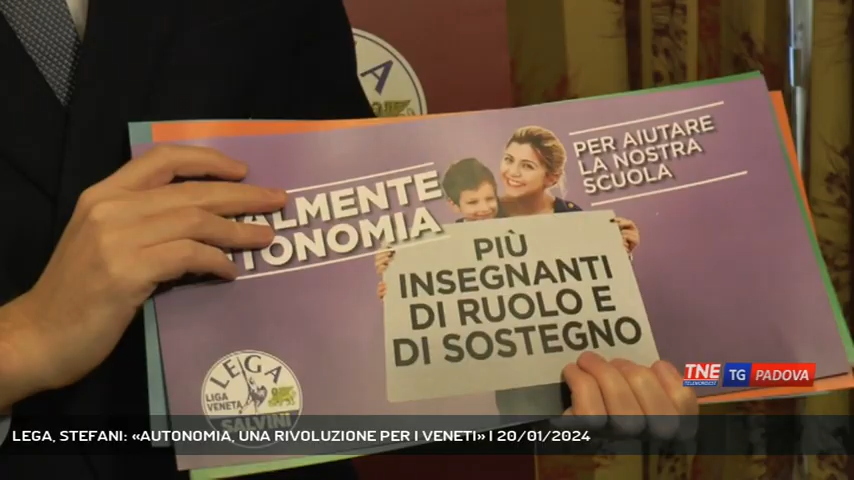 A
ALMENTE
TONOMIA
PER AIUTARE
LA NOSTRA
SCUOLA
PIÙ
INSEGNANTI
DI RUOLO E
DI SOSTEGNO
LEGA
LIGA
VENETA
SALVINI
TNE TG PADOVA
TELENORDEST
LEGA, STEFANI: «AUTONOMIA, UNA RIVOLUZIONE PER I VENETI» | 20/01/2024